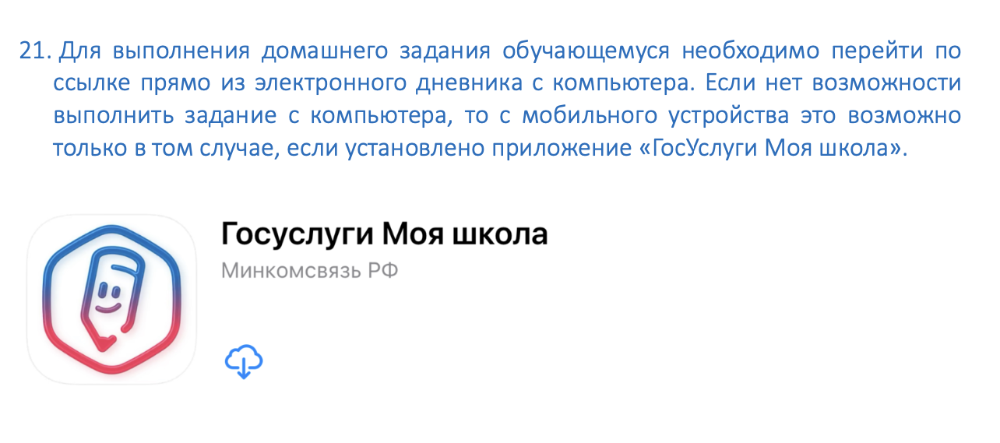 21. Для выполнения домашнего задания обучающемуся необходимо перейти по
ссылке прямо из электронного дневника с компьютера. Если нет возможности
выполнить задание с компьютера, то с мобильного устройства это возможно
только в том случае, если установлено приложение «ГосУслуги Моя школа».
Госуслуги Моя школа
Минкомсвязь РФ